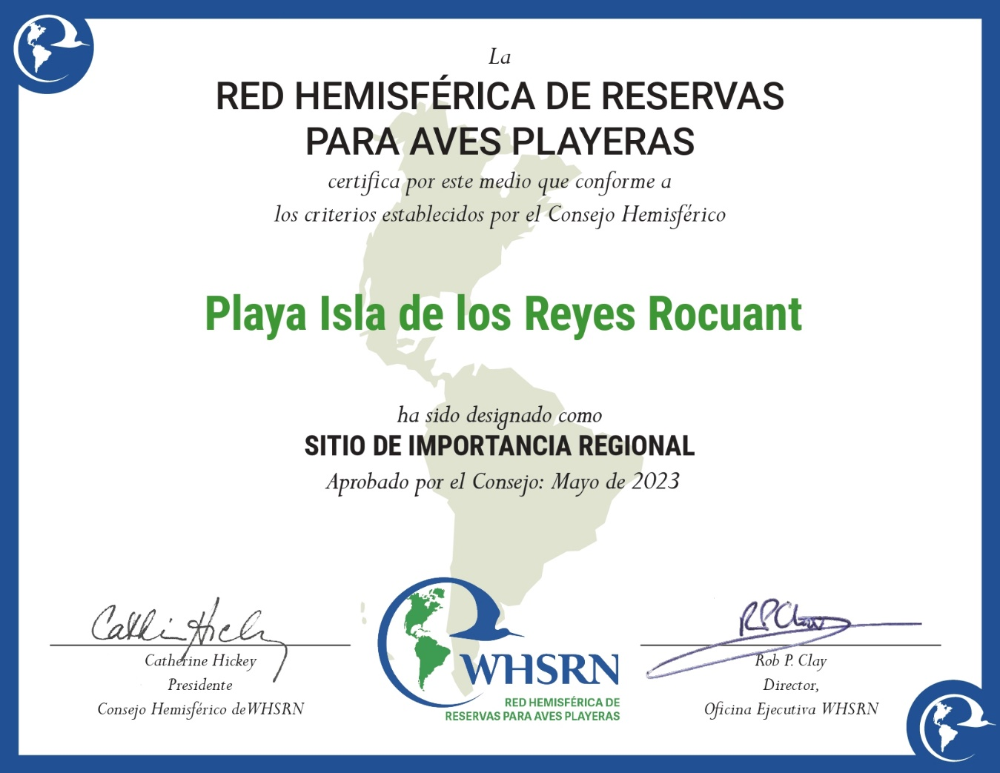 La
RED HEMISFÉRICA DE RESERVAS
PARA AVES PLAYERAS
certifica por este medio que conforme a
los criterios establecidos por el Consejo Hemisférico
Playa Isla de los Reyes Rocuant
ha sido designado como
SITIO DE IMPORTANCIA REGIONAL
Aprobado por el Consejo: Mayo de 2023
Catherine Hickey
Presidente
Consejo Hemisférico deWHSRN
WHSRN
RED HEMISFÉRICA DE
RESERVAS PARA AVES PLAYERAS
RPClay
Rob P. Clay
Director,
Oficina Ejecutiva WHSRN